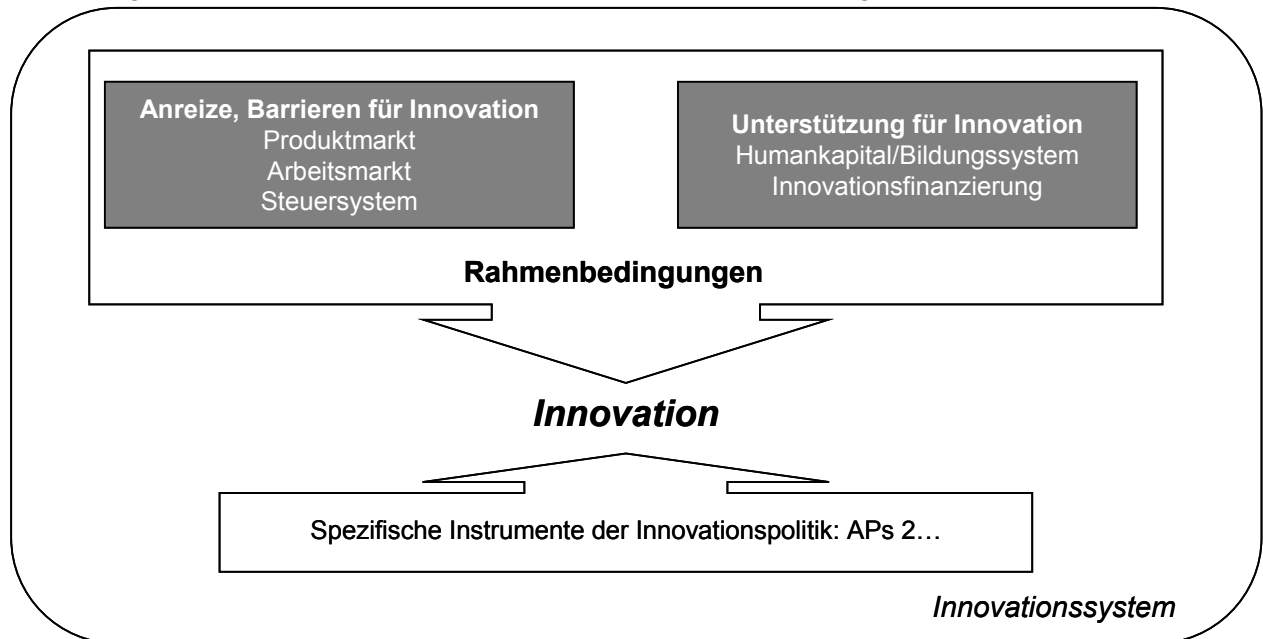 Anreize, Barrieren für Innovation
Produktmarkt
Arbeitsmarkt
Steuersystem
Unterstützung für Innovation
Humankapital/Bildungssystem
Innovationsfinanzierung
Rahmenbedingungen
Innovation
Spezifische Instrumente der Innovationspolitik: APs 2…
Innovationssystem